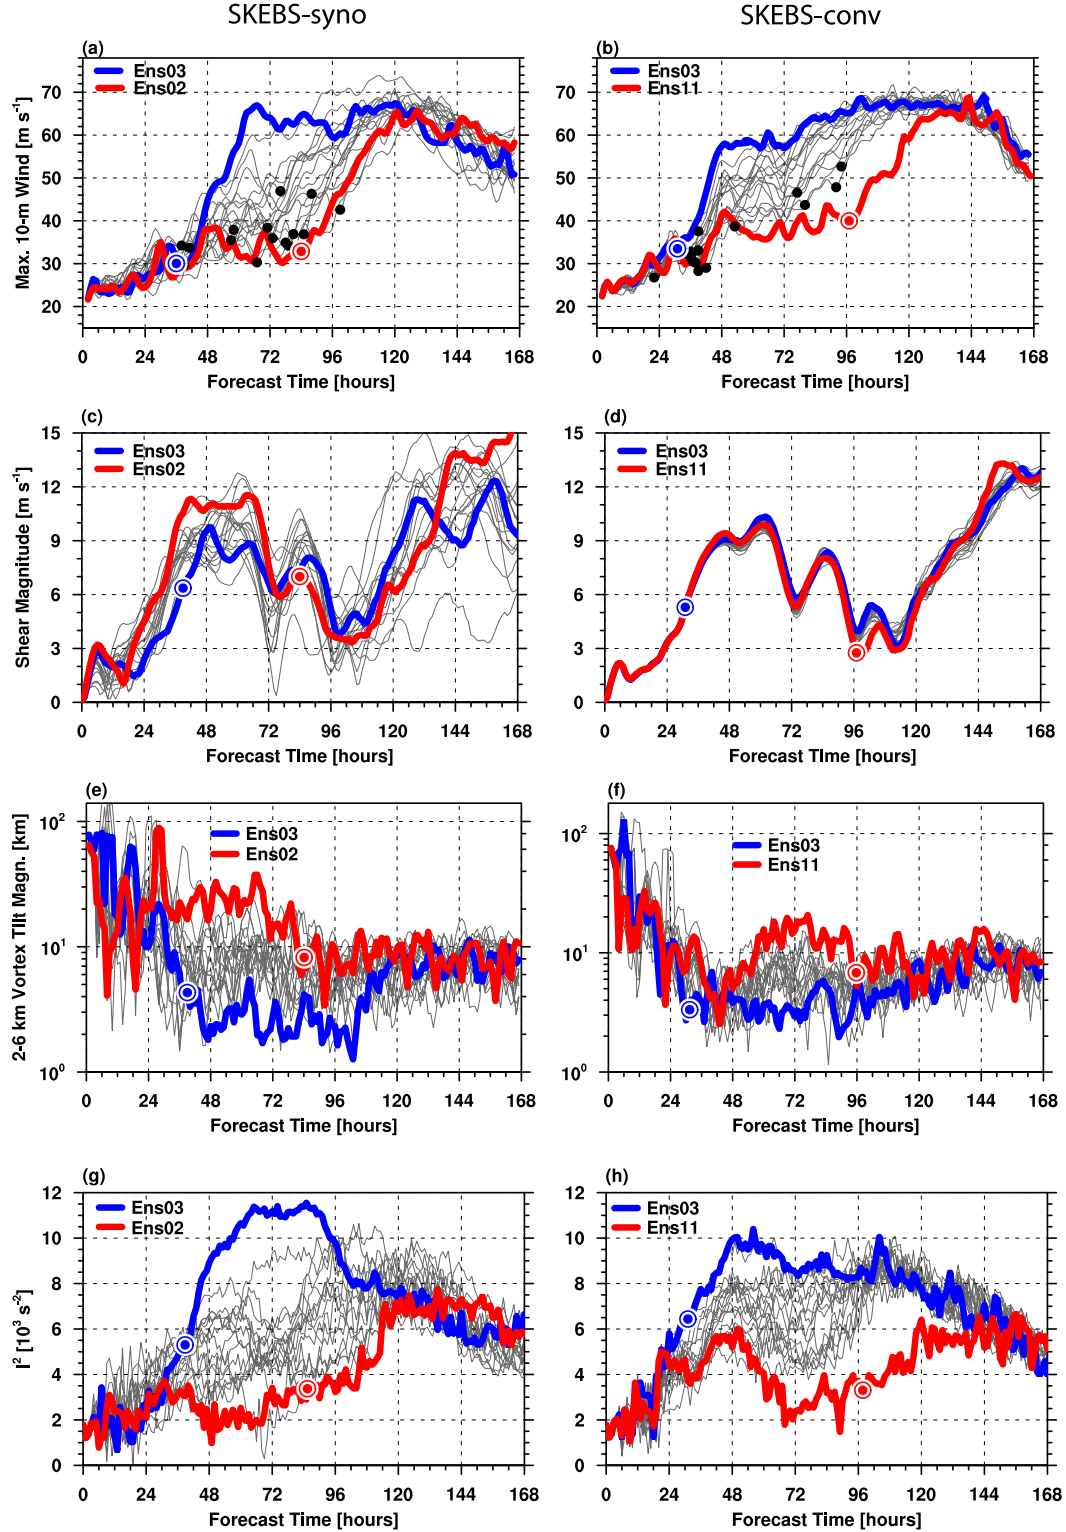 SKEBS-syno
SKEBS-conv
(a)
(b)
Ens03
Ens02
Ens03
Ens11
Max. 10-m Wind [m s⁻¹]
70
60
50
40
30
20
70
60
50
40
30
20
0 24 48 72 96 120 144 168
0 24 48 72 96 120 144 168
Forecast Time [hours]
Forecast Time [hours]
(c)
(d)
Ens03
Ens02
Ens03
Ens11
Shear Magnitude [m s⁻¹]
15
12
9
6
3
0
15
12
9
6
3
0
0 24 48 72 96 120 144 168
0 24 48 72 96 120 144 168
Forecast TIme [hours]
Forecast TIme [hours]
(e)
(f)
Ens03
Ens02
Ens03
Ens11
2-6 km Vortex Tilt Magn. [km]
10²
10¹
10⁰
10²
10¹
10⁰
0 24 48 72 96 120 144 168
0 24 48 72 96 120 144 168
Forecast Time [hours]
Forecast Time [hours]
(g)
(h)
Ens03
Ens02
Ens03
Ens11
I² [10³ s⁻²]
12
10
8
6
4
2
0
12
10
8
6
4
2
0
0 24 48 72 96 120 144 168
0 24 48 72 96 120 144 168
Forecast Time [hours]
Forecast Time [hours]